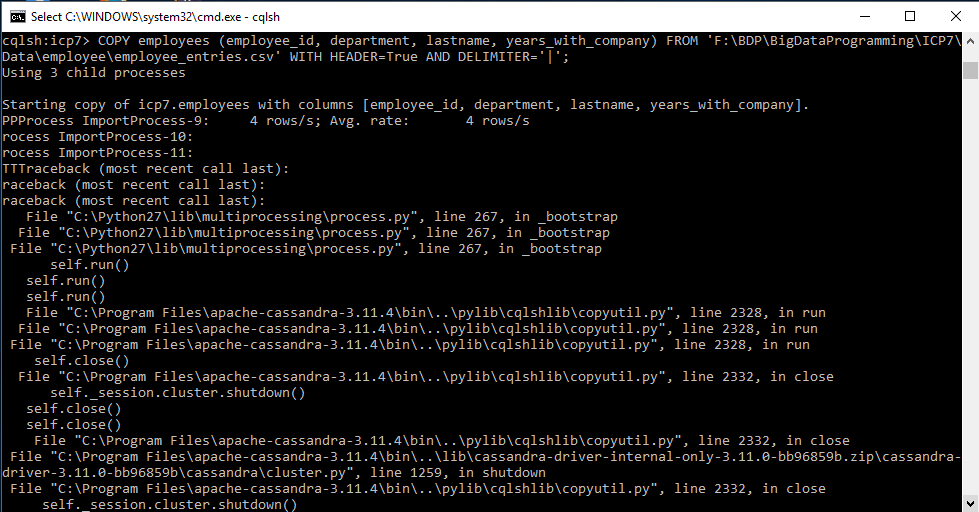 Select C:\WINDOWS\system32\cmd.exe - cqlsh
cqlsh:icp7> COPY employees (employee_id, department, lastname, years_with_company) FROM 'F:\BDP\BigDataProgramming\ICP7\
Data\employee\employee_entries.csv' WITH HEADER=True AND DELIMITER='|';
Using 3 child processes

Starting copy of icp7.employees with columns [employee_id, department, lastname, years_with_company].
PPProcess ImportProcess-9:     4 rows/s; Avg. rate:       4 rows/s
rocess ImportProcess-10:
rocess ImportProcess-11:
TTTraceback (most recent call last):
raceback (most recent call last):
raceback (most recent call last):
   File "C:\Python27\lib\multiprocessing\process.py", line 267, in _bootstrap
  File "C:\Python27\lib\multiprocessing\process.py", line 267, in _bootstrap
 File "C:\Python27\lib\multiprocessing\process.py", line 267, in _bootstrap
      self.run()
   self.run()
   self.run()
   File "C:\Program Files\apache-cassandra-3.11.4\bin\..\pylib\cqlshlib\copyutil.py", line 2328, in run
  File "C:\Program Files\apache-cassandra-3.11.4\bin\..\pylib\cqlshlib\copyutil.py", line 2328, in run
 File "C:\Program Files\apache-cassandra-3.11.4\bin\..\pylib\cqlshlib\copyutil.py", line 2328, in run
    self.close()
  File "C:\Program Files\apache-cassandra-3.11.4\bin\..\pylib\cqlshlib\copyutil.py", line 2332, in close
      self._session.cluster.shutdown()
   self.close()
   self.close()
    File "C:\Program Files\apache-cassandra-3.11.4\bin\..\pylib\cqlshlib\copyutil.py", line 2332, in close
 File "C:\Program Files\apache-cassandra-3.11.4\bin\..\lib\cassandra-driver-internal-only-3.11.0-bb96859b.zip\cassandra-
driver-3.11.0-bb96859b\cassandra\cluster.py", line 1259, in shutdown
 File "C:\Program Files\apache-cassandra-3.11.4\bin\..\pylib\cqlshlib\copyutil.py", line 2332, in close
     self._session.cluster.shutdown()